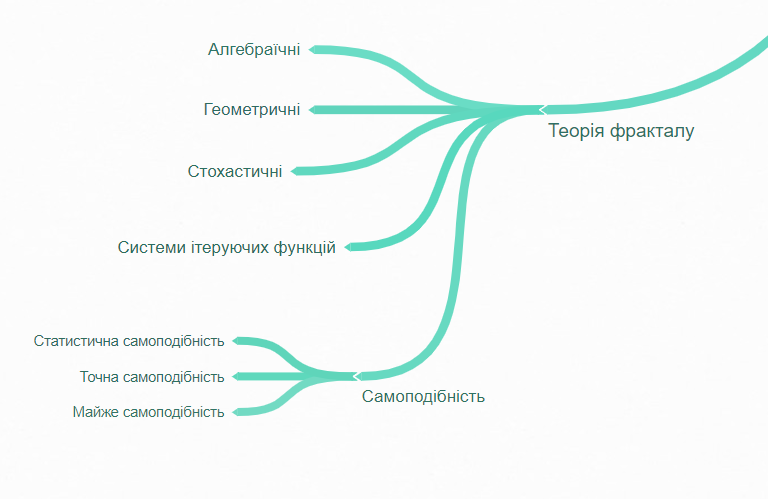 Алгебраїчні
Геометричні
Теорія фракталу
Стохастичні
Системи ітеруючих функцій
Статистична самоподібність
Точна самоподібність
Самоподібність
Майже самоподібність